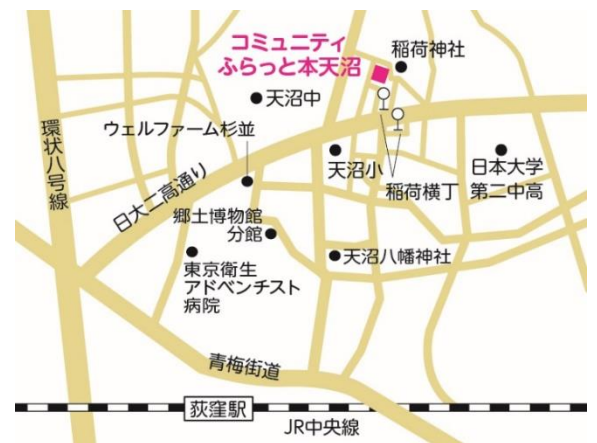 コミュニティ
ふらっと本天沼
稲荷神社
天沼中
ウェルファーム杉並
環状八号線
日大二高通り
天沼小
稲荷横丁
日本大学
第二中高
郷土博物館
分館
天沼八幡神社
東京衛生
アドベンチスト
病院
青梅街道
荻窪駅
JR中央線